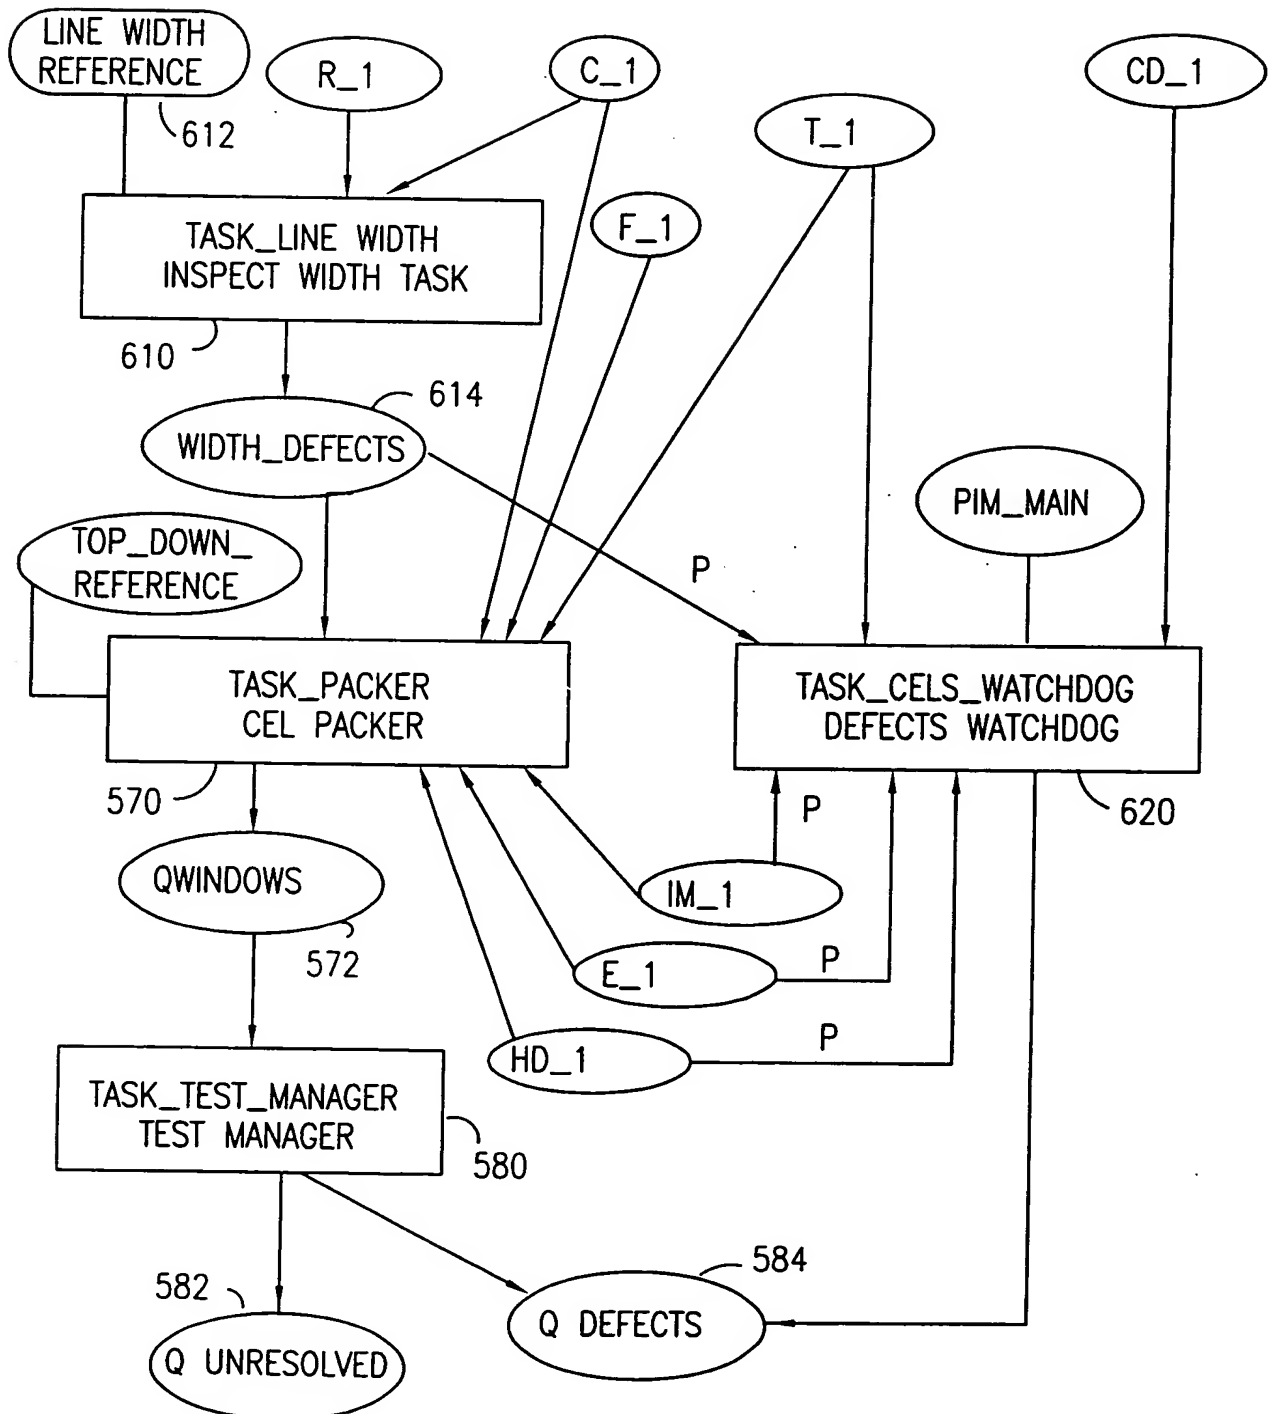 LINE WIDTH
REFERENCE
612
R_1
C_1
T_1
CD_1
F_1
TASK_LINE WIDTH
INSPECT WIDTH TASK
610
614
WIDTH_DEFECTS
TOP_DOWN_
REFERENCE
P
PIM_MAIN
TASK_PACKER
CEL PACKER
570
TASK_CELS_WATCHDOG
DEFECTS WATCHDOG
620
P
QWINDOWS
572
IM_1
E_1
P
HD_1
P
TASK_TEST_MANAGER
TEST MANAGER
580
582
Q UNRESOLVED
584
Q DEFECTS